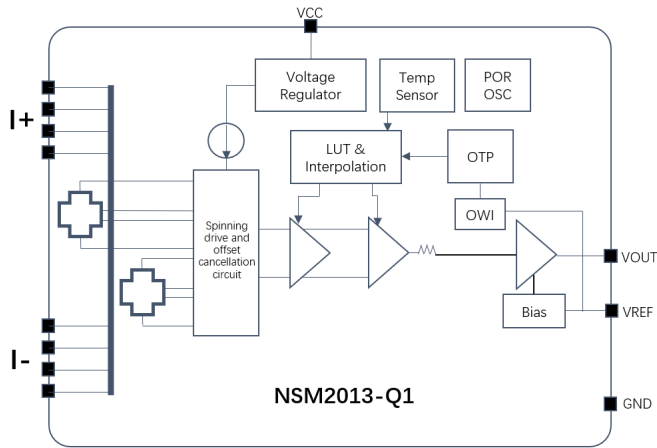 VCC
Voltage
Regulator
Temp
Sensor
POR
OSC
I+
LUT &
Interpolation
OTP
OWI
Spinning
drive and
offset
cancellation
circuit
VOUT
Bias
VREF
I-
NSM2013-Q1
GND